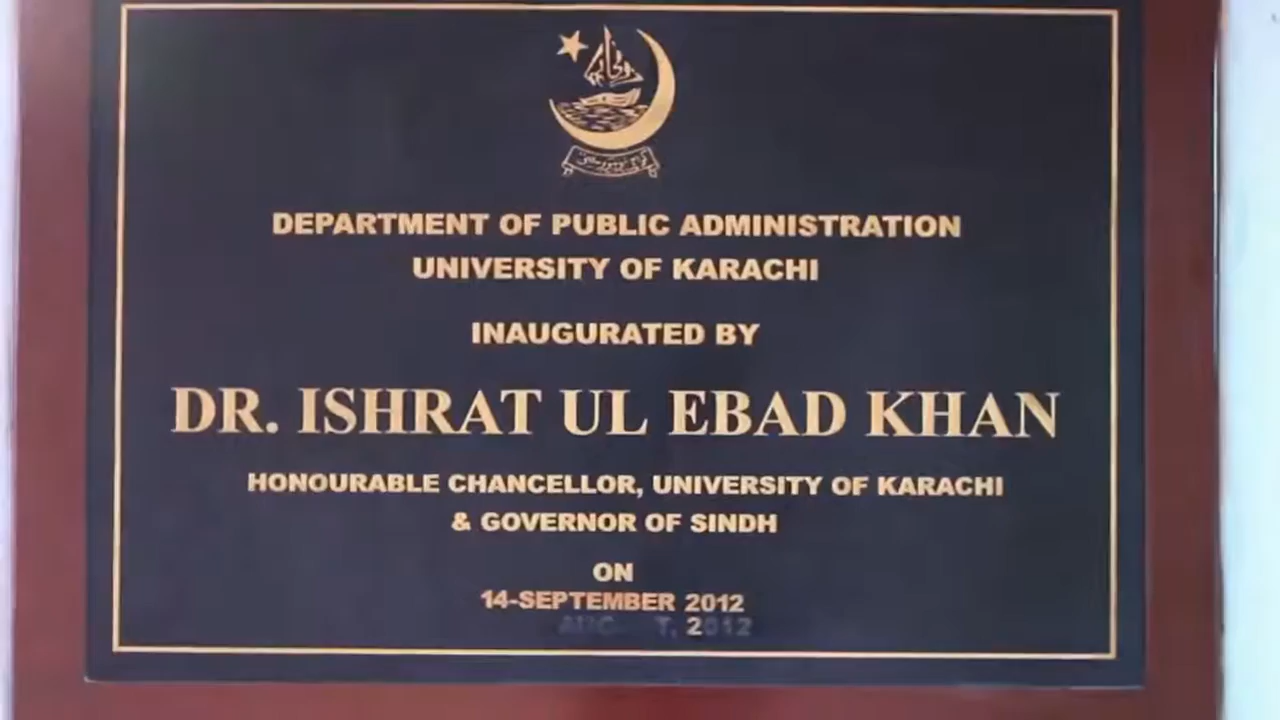 DEPARTMENT OF PUBLIC ADMINISTRATION
UNIVERSITY OF KARACHI
INAUGURATED BY
DR. ISHRAT UL EBAD KHAN
HONOURABLE CHANCELLOR, UNIVERSITY OF KARACHI
& GOVERNOR OF SINDH
ON
14-SEPTEMBER 2012
2012